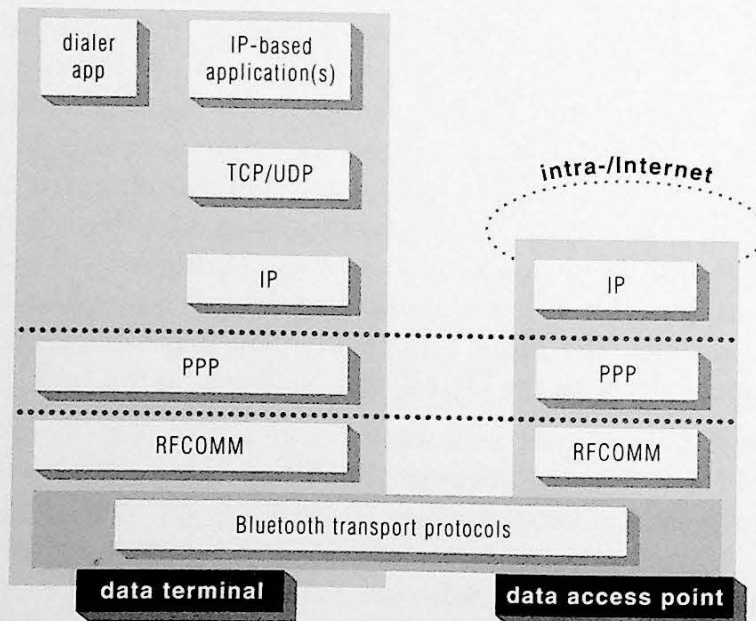 dialer
app
IP-based
application(s)
TCP/UDP
intra-/Internet
IP
IP
PPP
PPP
RFCOMM
RFCOMM
Bluetooth transport protocols
data terminal
data access point